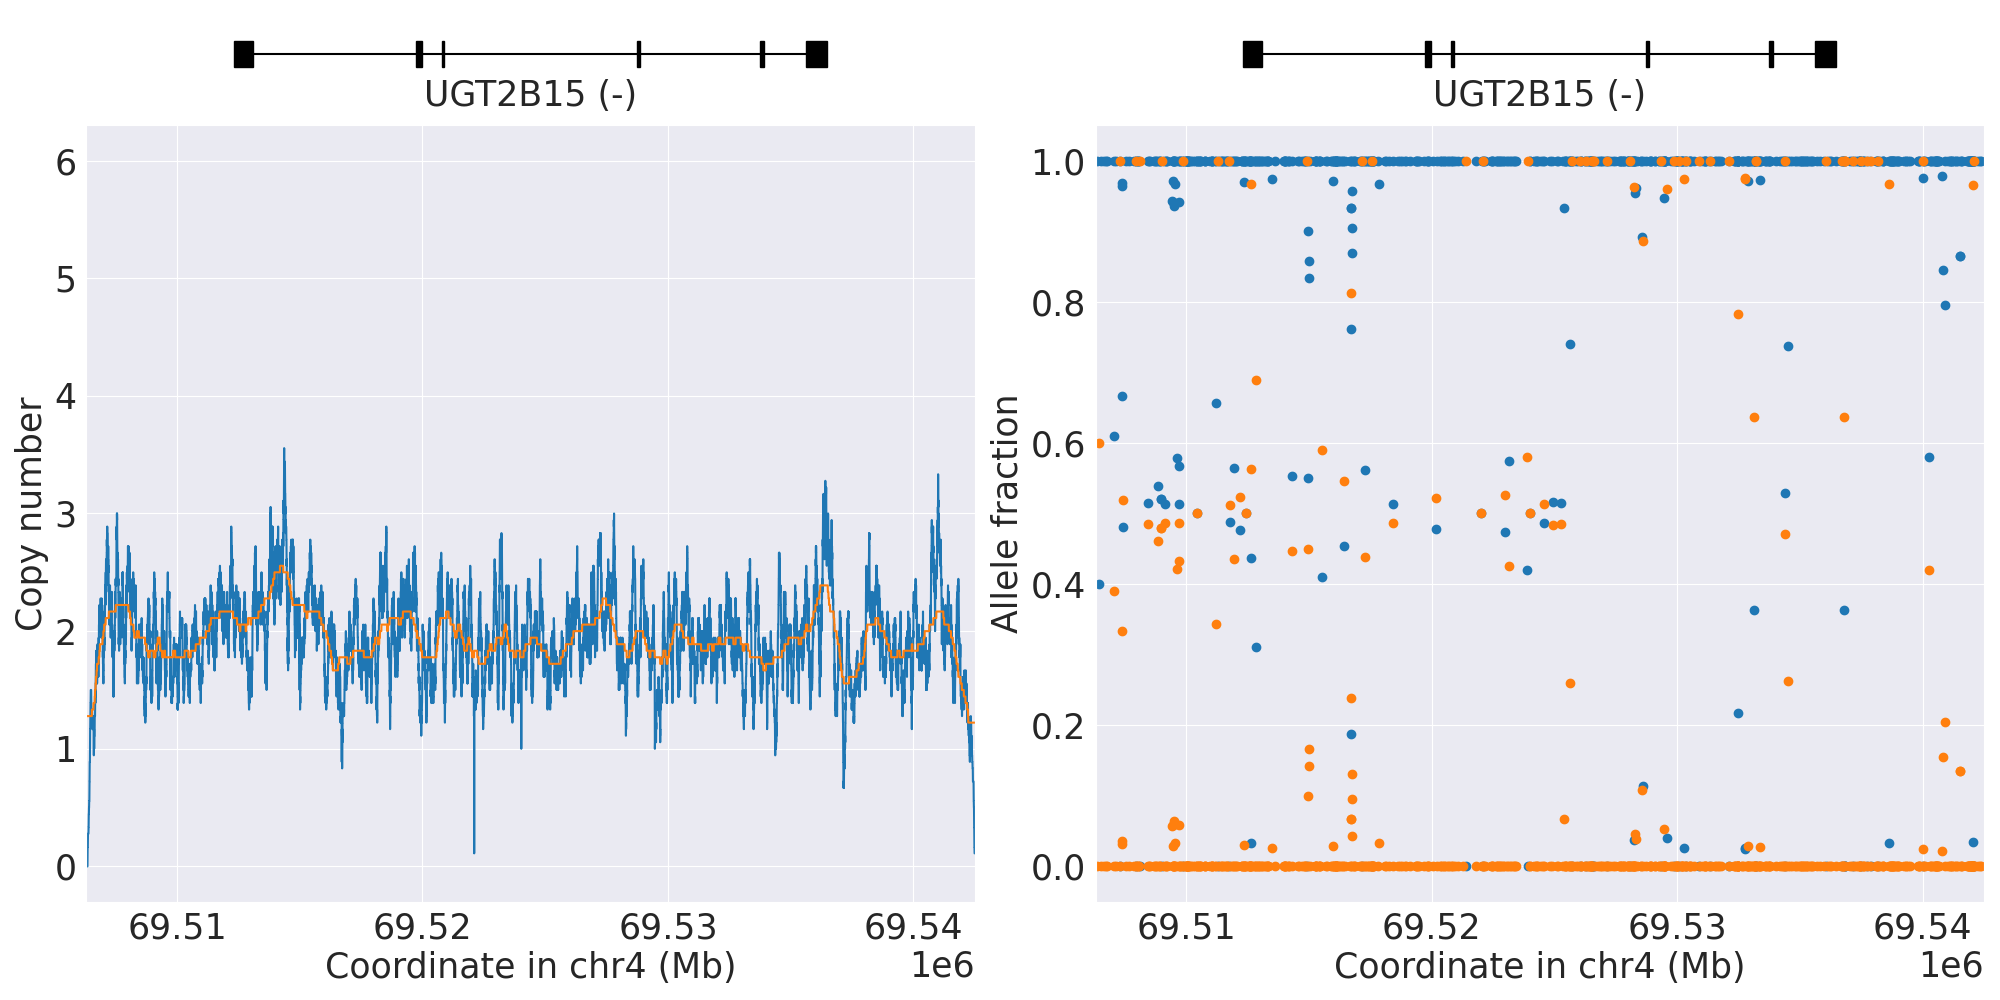 UGT2B15 (-)
6
5
4
3
2
1
0
Copy number
69.51 69.52 69.53 69.54
Coordinate in chr4 (Mb) 1e6
UGT2B15 (-)
1.0
0.8
0.6
0.4
0.2
0.0
Allele fraction
69.51 69.52 69.53 69.54
Coordinate in chr4 (Mb) 1e6